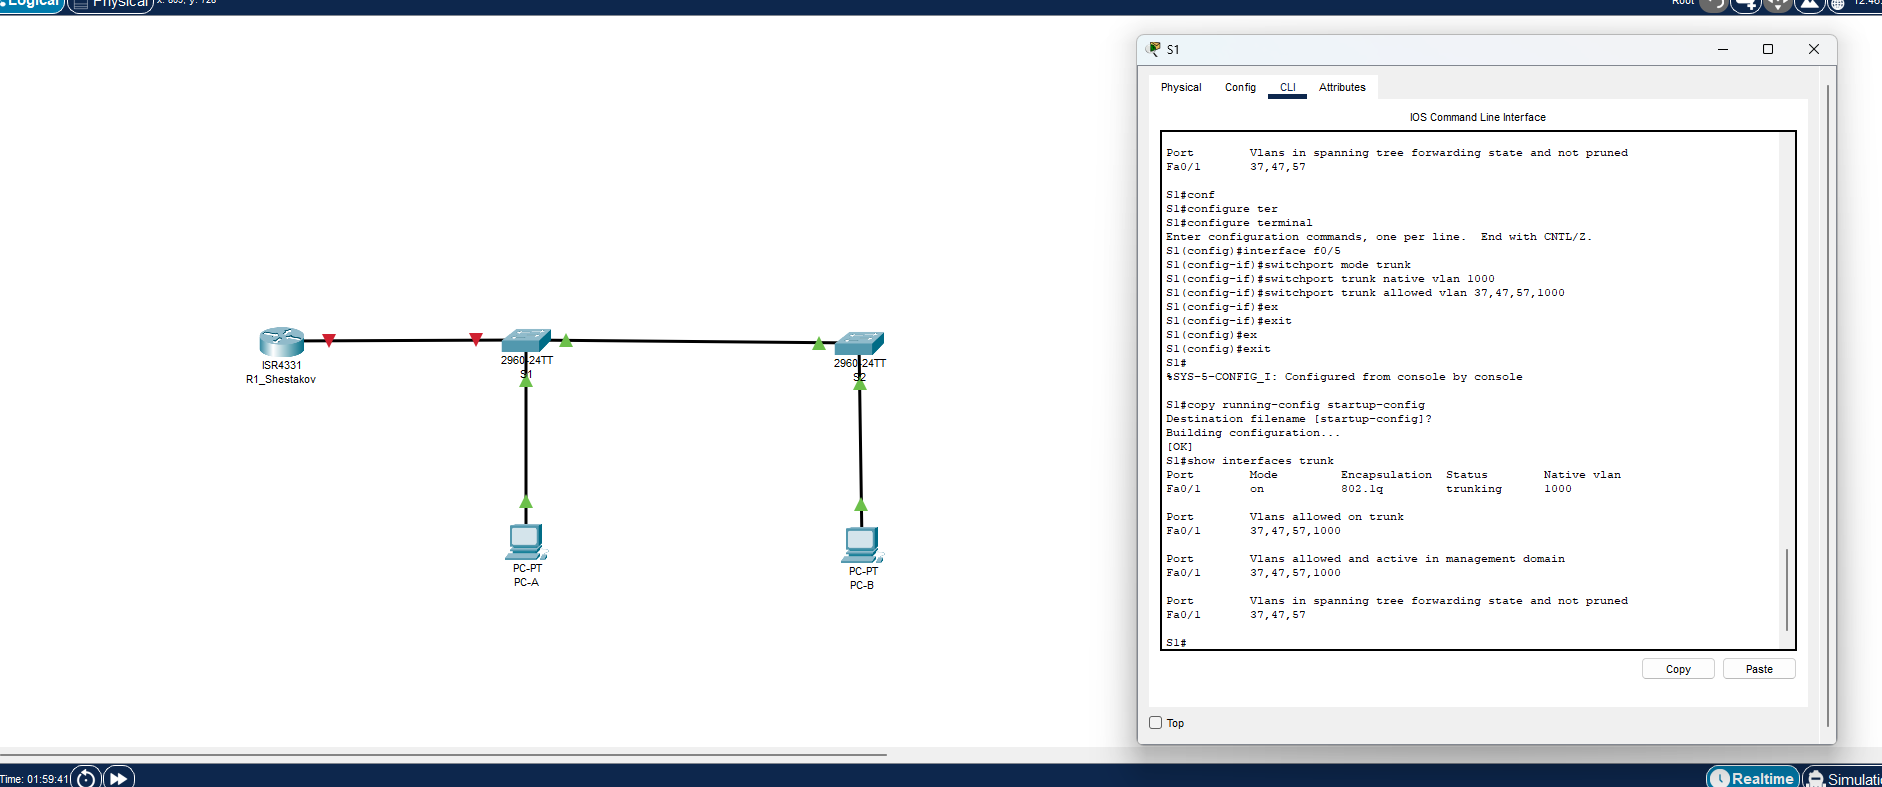 Logical
Physical
x: 809, y: 120
Root
12:46
S1
Physical
Config
CLI
Attributes
IOS Command Line Interface
Port Vlans in spanning tree forwarding state and not pruned
Fa0/1 37,47,57
S1#conf
S1#configure ter
S1#configure terminal
Enter configuration commands, one per line. End with CNTL/Z.
S1(config)#interface f0/5
S1(config-if)#switchport mode trunk
S1(config-if)#switchport trunk native vlan 1000
S1(config-if)#switchport trunk allowed vlan 37,47,57,1000
S1(config-if)#ex
S1(config-if)#exit
S1(config)#ex
S1(config)#exit
S1#
%SYS-5-CONFIG_I: Configured from console by console
S1#copy running-config startup-config
Destination filename [startup-config]?
Building configuration...
[OK]
S1#show interfaces trunk
Port Mode Encapsulation Status Native vlan
Fa0/1 on 802.1q trunking 1000
Port Vlans allowed on trunk
Fa0/1 37,47,57,1000
Port Vlans allowed and active in management domain
Fa0/1 37,47,57,1000
Port Vlans in spanning tree forwarding state and not pruned
Fa0/1 37,47,57
S1#
Copy
Paste
Top
ISR4331
R1_Shestakov
2960-24TT
S1
2960-24TT
S2
PC-PT
PC-A
PC-PT
PC-B
Time: 01:59:41
Realtime
Simulati